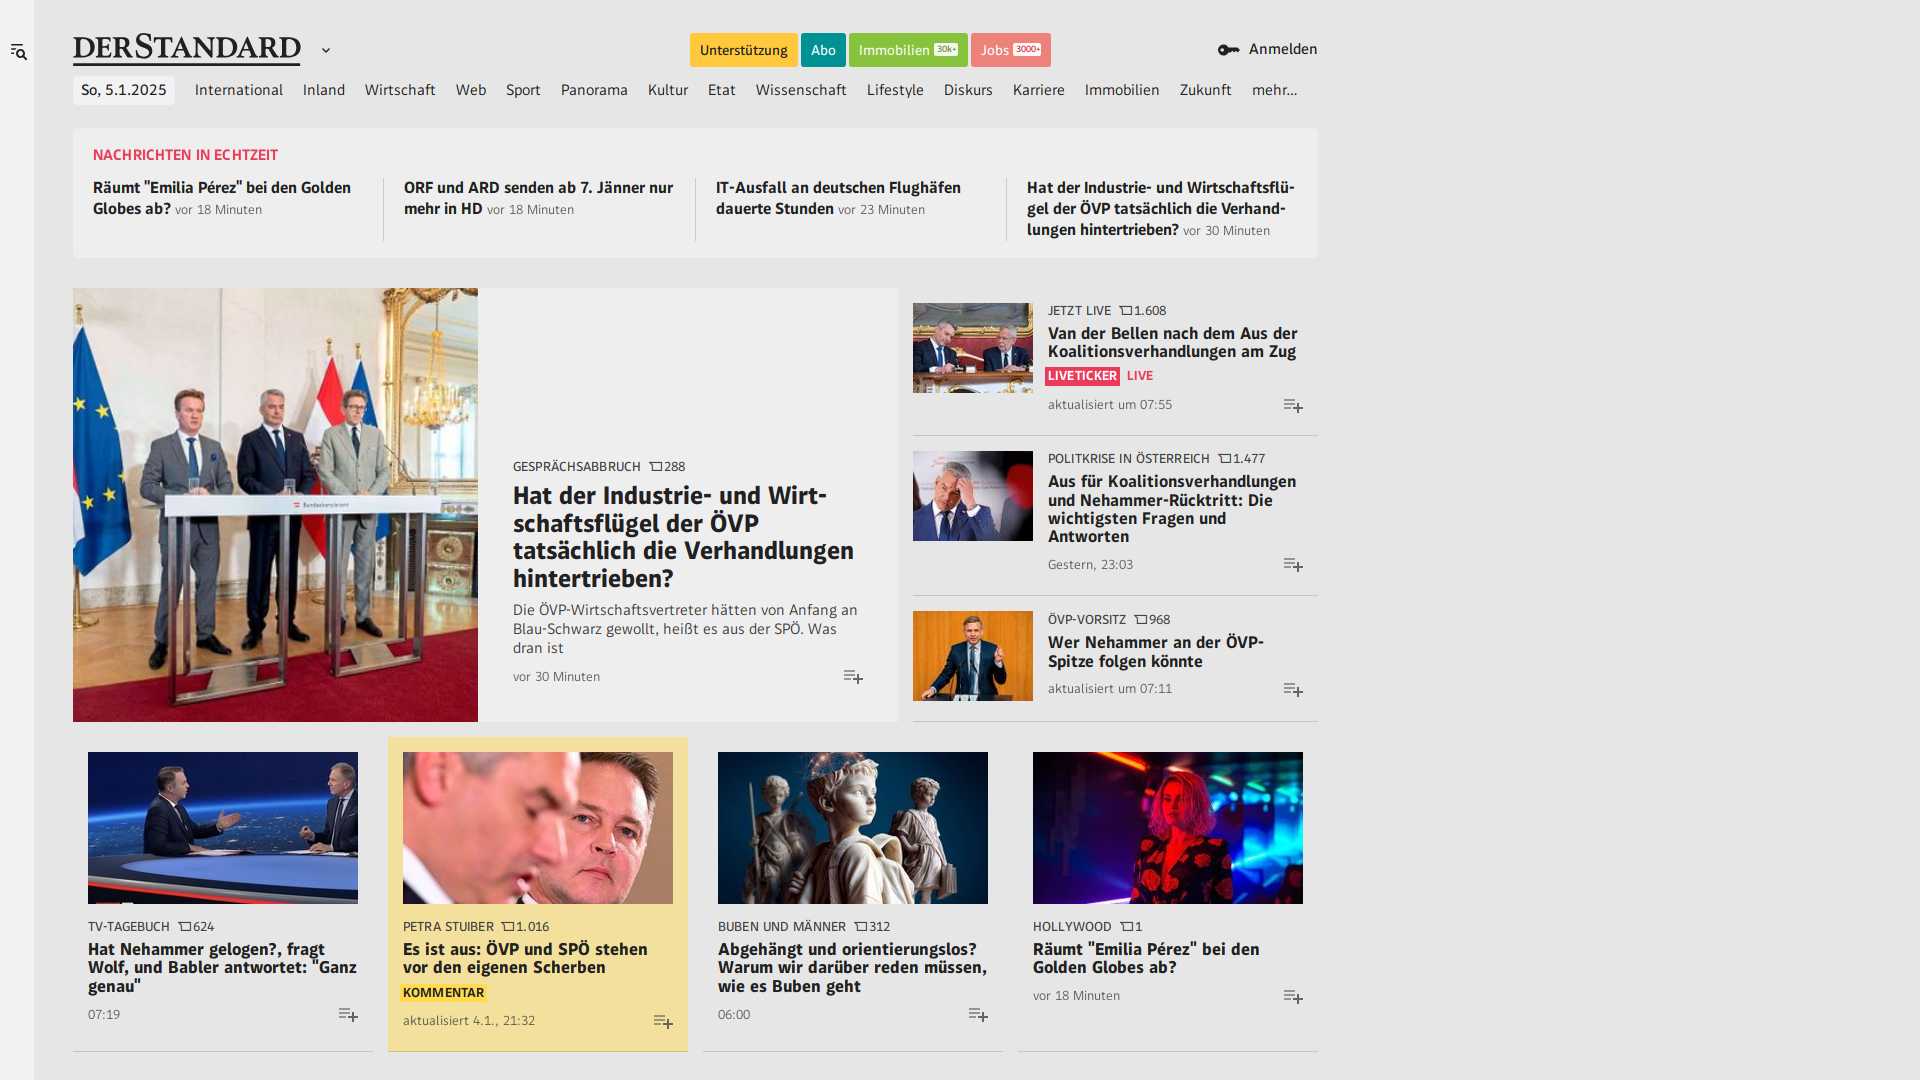 DERSTANDARD
Unterstützung
Abo
Immobilien 30k+
Jobs 3000+
Anmelden
So, 5.1.2025
International
Inland
Wirtschaft
Web
Sport
Panorama
Kultur
Etat
Wissenschaft
Lifestyle
Diskurs
Karriere
Immobilien
Zukunft
mehr...
NACHRICHTEN IN ECHTZEIT
Räumt "Emilia Pérez" bei den Golden
Globes ab? vor 18 Minuten
ORF und ARD senden ab 7. Jänner nur
mehr in HD vor 18 Minuten
IT-Ausfall an deutschen Flughäfen
dauerte Stunden vor 23 Minuten
Hat der Industrie- und Wirtschaftsflü-
gel der ÖVP tatsächlich die Verhand-
lungen hintertrieben? vor 30 Minuten
GESPRÄCHSABBRUCH 288
Hat der Industrie- und Wirt-
schaftsflügel der ÖVP
tatsächlich die Verhandlungen
hintertrieben?
Die ÖVP-Wirtschaftsvertreter hätten von Anfang an
Blau-Schwarz gewollt, heißt es aus der SPÖ. Was
dran ist
vor 30 Minuten
JETZT LIVE 1.608
Van der Bellen nach dem Aus der
Koalitionsverhandlungen am Zug
LIVETICKER LIVE
aktualisiert um 07:55
POLITKRISE IN ÖSTERREICH 1.477
Aus für Koalitionsverhandlungen
und Nehammer-Rücktritt: Die
wichtigsten Fragen und
Antworten
Gestern, 23:03
ÖVP-VORSITZ 968
Wer Nehammer an der ÖVP-
Spitze folgen könnte
aktualisiert um 07:11
TV-TAGEBUCH 624
Hat Nehammer gelogen?, fragt
Wolf, und Babler antwortet: "Ganz
genau"
07:19
PETRA STUIBER 1.016
Es ist aus: ÖVP und SPÖ stehen
vor den eigenen Scherben
KOMMENTAR
aktualisiert 4.1., 21:32
BUBEN UND MÄNNER 312
Abgehängt und orientierungslos?
Warum wir darüber reden müssen,
wie es Buben geht
06:00
HOLLYWOOD 1
Räumt "Emilia Pérez" bei den
Golden Globes ab?
vor 18 Minuten